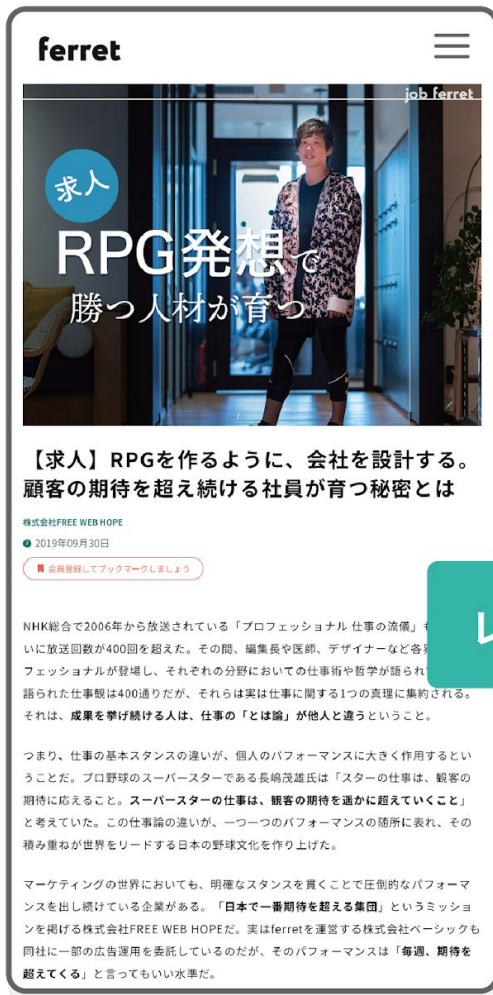 ferret
job ferret
求人
RPG発想で
勝つ人材が育つ
【求人】RPGを作るように、会社を設計する。
顧客の期待を超え続ける社員が育つ秘密とは
株式会社FREE WEB HOPE
2019年09月30日
会員登録してブックマークしましょう
NHK総合で2006年から放送されている「プロフェッショナル 仕事の流儀」も
いに放送回数が400回を超えた。その間、編集長や医師、デザイナーなど各
フェッショナルが登場し、それぞれの分野においての仕事術や哲学が語られ
語られた仕事観は400通りだが、それらは実は仕事に関する1つの真理に集約される。
それは、成果を挙げ続ける人は、仕事の「とは論」が他人と違うということ。
つまり、仕事の基本スタンスの違いが、個人のパフォーマンスに大きく作用するとい
うことだ。プロ野球のスーパースターである長嶋茂雄氏は「スターの仕事は、観客の
期待に応えること。スーパースターの仕事は、観客の期待を遥かに超えていくこと」
と考えていた。この仕事論の違いが、一つ一つのパフォーマンスの随所に表れ、その
積み重ねが世界をリードする日本の野球文化を作り上げた。
マーケティングの世界においても、明確なスタンスを貫くことで圧倒的なパフォーマ
ンスを出し続けている企業がある。「日本で一番期待を超える集団」というミッショ
ンを掲げる株式会社FREE WEB HOPEだ。実はferretを運営する株式会社ベーシックも
同社に一部の広告運用を委託しているのだが、そのパフォーマンスは「毎週、期待を
超えてくる」と言ってもいい水準だ。